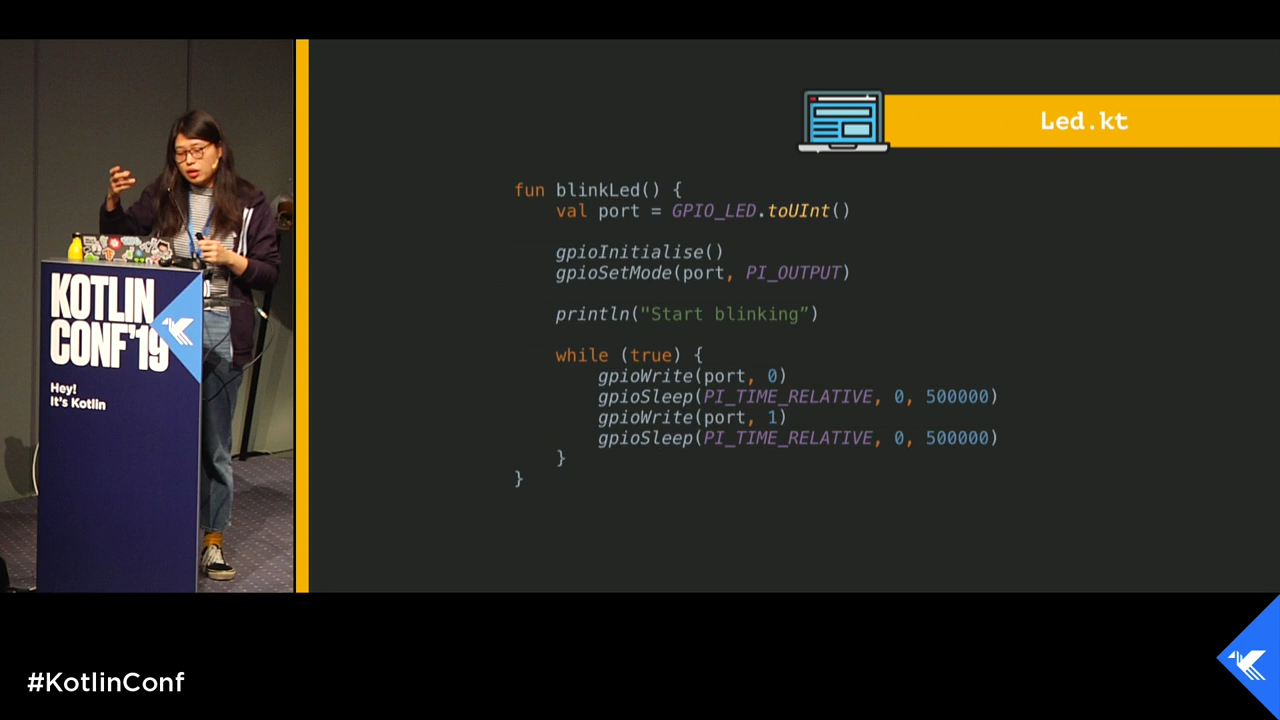 Led.kt
fun blinkLed() {
    val port = GPIO_LED.toUInt()
    gpioInitialise()
    gpioSetMode(port, PI_OUTPUT)
    println("Start blinking”)
    while (true) {
        gpioWrite(port, 0)
        gpioSleep(PI_TIME_RELATIVE, 0, 500000)
        gpioWrite(port, 1)
        gpioSleep(PI_TIME_RELATIVE, 0, 500000)
    }
}
KOTLIN
CONF'19
Hey!
It's Kotlin
#KotlinConf